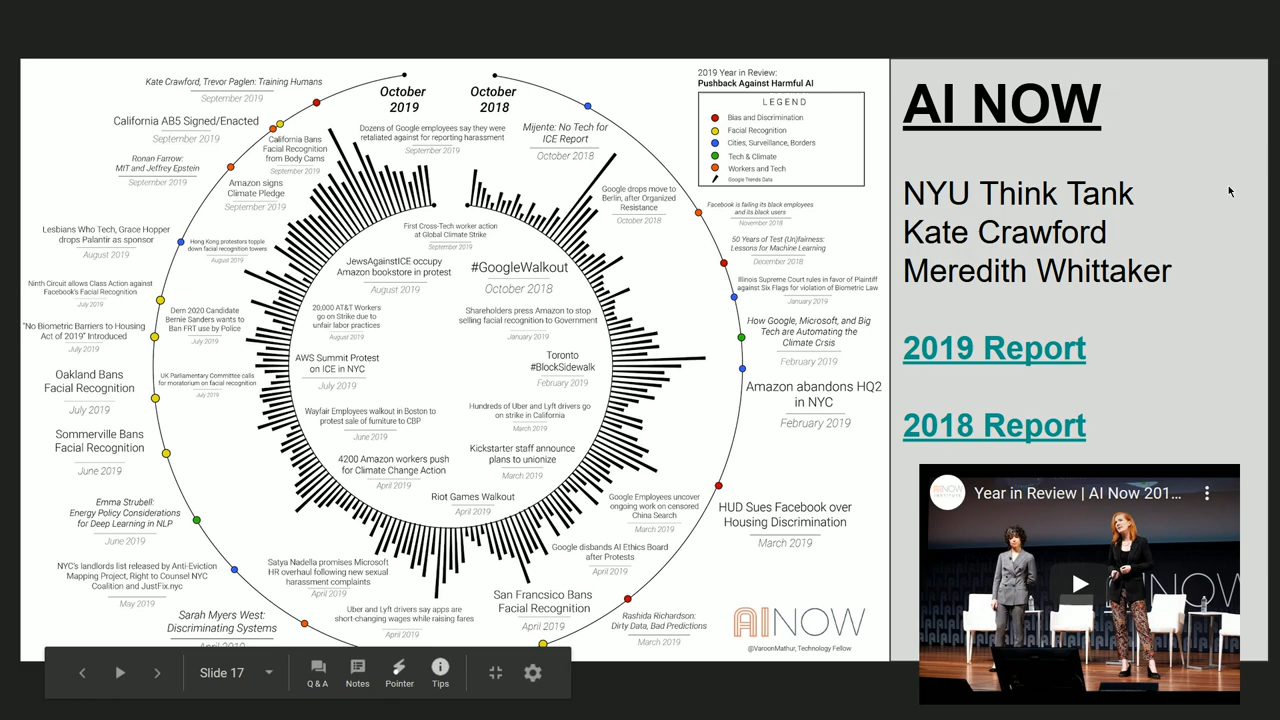 October
2019
October
2018
2019 Year in Review:
Pushback Against Harmful AI
LEGEND
Bias and Discrimination
Facial Recognition
Cities, Surveillance, Borders
Tech & Climate
Workers and Tech
Google Trends Data
Kate Crawford, Trevor Paglen: Training Humans
September 2019
California AB5 Signed/Enacted
September 2019
California Bans
Facial Recognition
from Body Cams
September 2019
Ronan Farrow:
MIT and Jeffrey Epstein
September 2019
Amazon signs
Climate Pledge
September 2019
Lesbians Who Tech, Grace Hopper
drops Palantir as sponsor
August 2019
Hong Kong protestors topple
down facial recognition towers
August 2019
Ninth Circuit allows Class Action against
Facebook's Facial Recognition
July 2019
Dem 2020 Candidate
Bernie Sanders wants to
Ban FRT use by Police
July 2019
"No Biometric Barriers to Housing
Act of 2019" Introduced
July 2019
UK Parliamentary Committee calls
for moratorium on facial recognition
July 2019
Oakland Bans
Facial Recognition
July 2019
Sommerville Bans
Facial Recognition
June 2019
Emma Strubell:
Energy Policy Considerations
for Deep Learning in NLP
June 2019
NYC's landlords list released by Anti-Eviction
Mapping Project, Right to Counsel NYC
Coalition and JustFix.nyc
May 2019
Sarah Myers West:
Discriminating Systems
April 2019
Satya Nadella promises Microsoft
HR overhaul following new sexual
harassment complaints
April 2019
Uber and Lyft drivers say apps are
short-changing wages while raising fares
April 2019
Dozens of Google employees say they were
retaliated against for reporting harassment
September 2019
First Cross-Tech worker action
at Global Climate Strike
September 2019
JewsAgainstICE occupy
Amazon bookstore in protest
August 2019
20,000 AT&T Workers
go on Strike due to
unfair labor practices
August 2019
AWS Summit Protest
on ICE in NYC
July 2019
Wayfair Employees walkout in Boston to
protest sale of furniture to CBP
June 2019
4200 Amazon workers push
for Climate Change Action
April 2019
Riot Games Walkout
April 2019
#GoogleWalkout
October 2018
Shareholders press Amazon to stop
selling facial recognition to Government
January 2019
Toronto
#BlockSidewalk
February 2019
Hundreds of Uber and Lyft drivers go
on strike in California
March 2019
Kickstarter staff announce
plans to unionize
March 2019
Mijente: No Tech for
ICE Report
October 2018
Google drops move to
Berlin, after Organized
Resistance
October 2018
Facebook is failing its black employees
and its black users
November 2018
50 Years of Test (Un)fairness:
Lessons for Machine Learning
December 2018
Illinois Supreme Court rules in favor of Plaintiff
against Six Flags for violation of Biometric Law
January 2019
How Google, Microsoft, and Big
Tech are Automating the
Climate Crsis
February 2019
Amazon abandons HQ2
in NYC
February 2019
HUD Sues Facebook over
Housing Discrimination
March 2019
Google Employees uncover
ongoing work on censored
China Search
March 2019
Google disbands AI Ethics Board
after Protests
April 2019
San Francsico Bans
Facial Recognition
April 2019
Rashida Richardson:
Dirty Data, Bad Predictions
March 2019
AINOW
@VaroonMathur, Technology Fellow
AI NOW
NYU Think Tank
Kate Crawford
Meredith Whittaker
2019 Report
2018 Report
AINOW
INSTITUTE
Year in Review | AI Now 201...
INOW
Slide 17
Q & A
Notes
Pointer
Tips